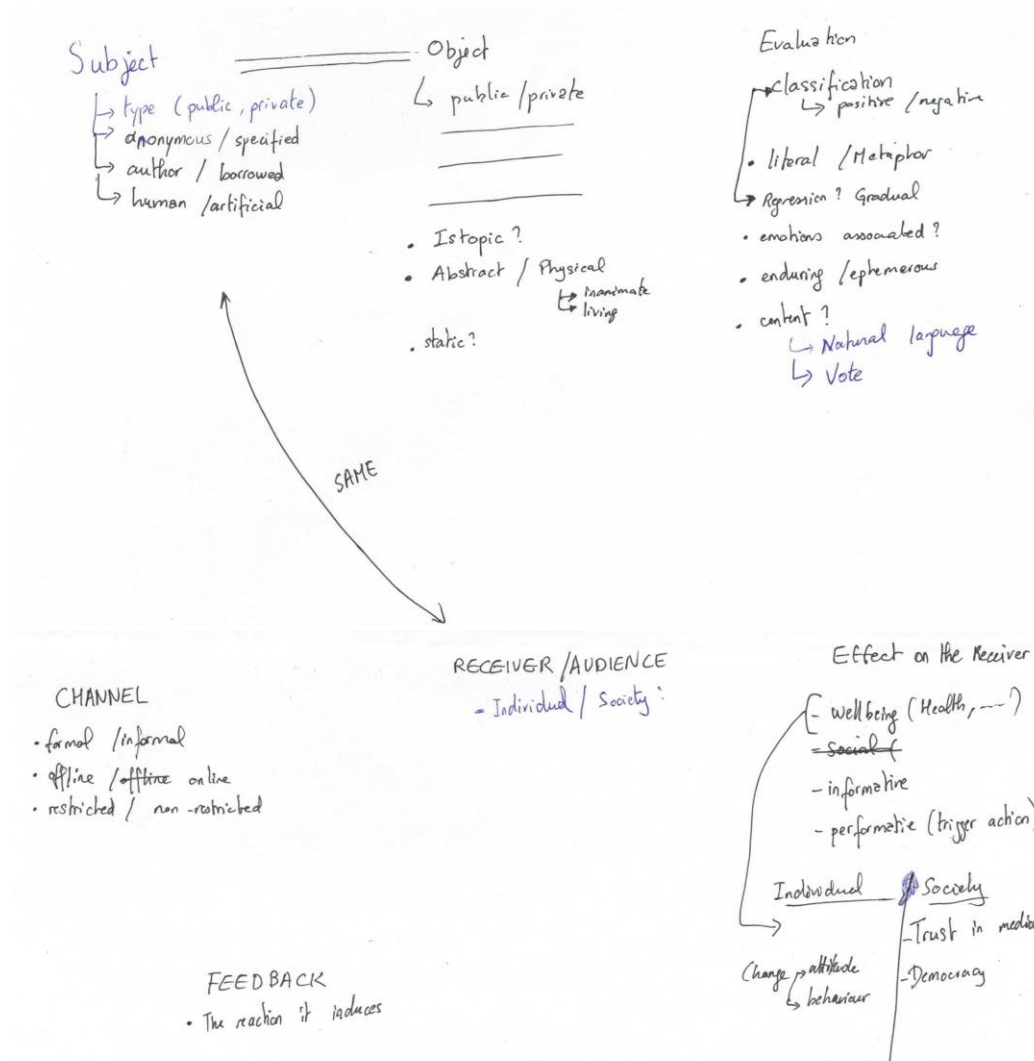 Subject
type (public, private)
anonymous / specified
author / borrowed
human / artificial
Object
public / private
• Is topic ?
• Abstract / Physical
inanimate
living
. static ?
Evaluation
classification
positive / negative
• literal / Metaphor
Regression ? Gradual
• emotions associated ?
• enduring / ephemerous
• content ?
Natural language
Vote
SAME
CHANNEL
• formal / informal
• offline / offline online
• restricted / non-restricted
RECEIVER / AUDIENCE
- Individual / Society :
Effect on the Receiver
- wellbeing (Health, ---- )
- social (
- informative
- performatie (trigger action)
Individual
Society
Change attitude
behaviour
- Trust in media
- Democracy
FEEDBACK
• The reaction it induces